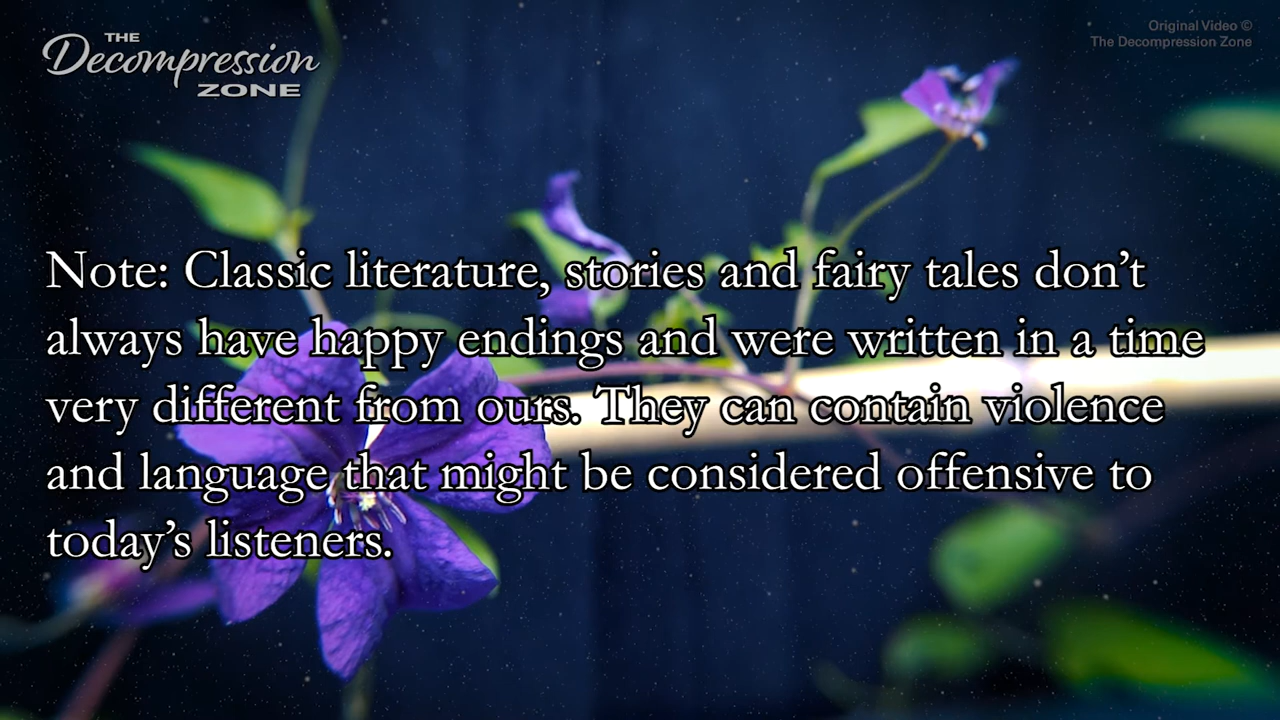 THE
Decompression
ZONE
Original Video ©
The Decompression Zone
Note: Classic literature, stories and fairy tales don’t
always have happy endings and were written in a time
very different from ours. They can contain violence
and language that might be considered offensive to
today’s listeners.